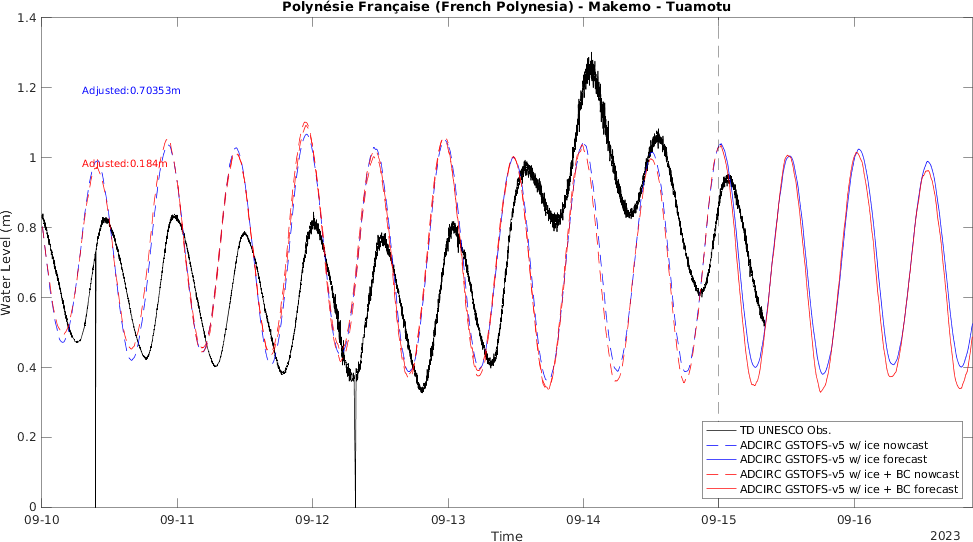 Polynésie Française (French Polynesia) - Makemo - Tuamotu
1.4
1.2
1
0.8
0.6
0.4
0.2
0
Water Level (m)
Adjusted:0.70353m
Adjusted:0.184m
TD UNESCO Obs.
ADCIRC GSTOFS-v5 w/ ice nowcast
ADCIRC GSTOFS-v5 w/ ice forecast
ADCIRC GSTOFS-v5 w/ ice + BC nowcast
ADCIRC GSTOFS-v5 w/ ice + BC forecast
09-10 09-11 09-12 09-13 09-14 09-15 09-16
Time
2023